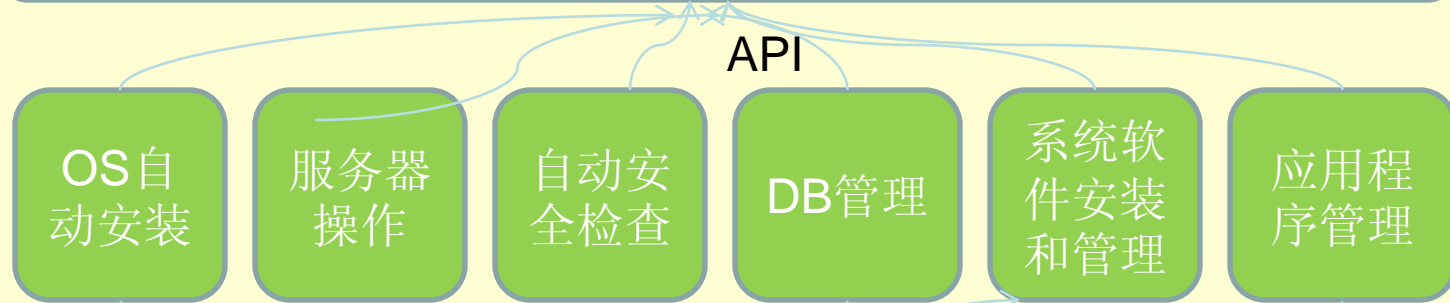 API
OS自
动安装
服务器
操作
自动安
全检查
DB管理
系统软
件安装
和管理
应用程
序管理